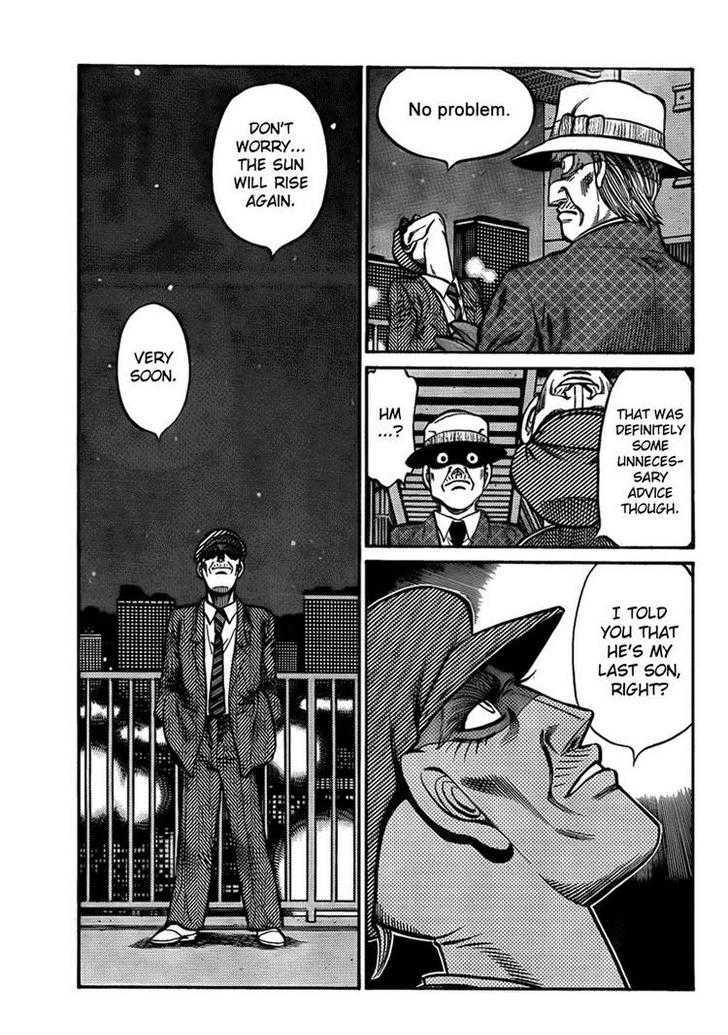 No problem.
THAT WAS
DEFINITELY
SOME
UNNECES-
SARY
ADVICE
THOUGH.
HM
...?
I TOLD
YOU THAT
HE'S MY
LAST SON,
RIGHT?
DON'T
WORRY...
THE SUN
WILL RISE
AGAIN.
VERY
SOON.